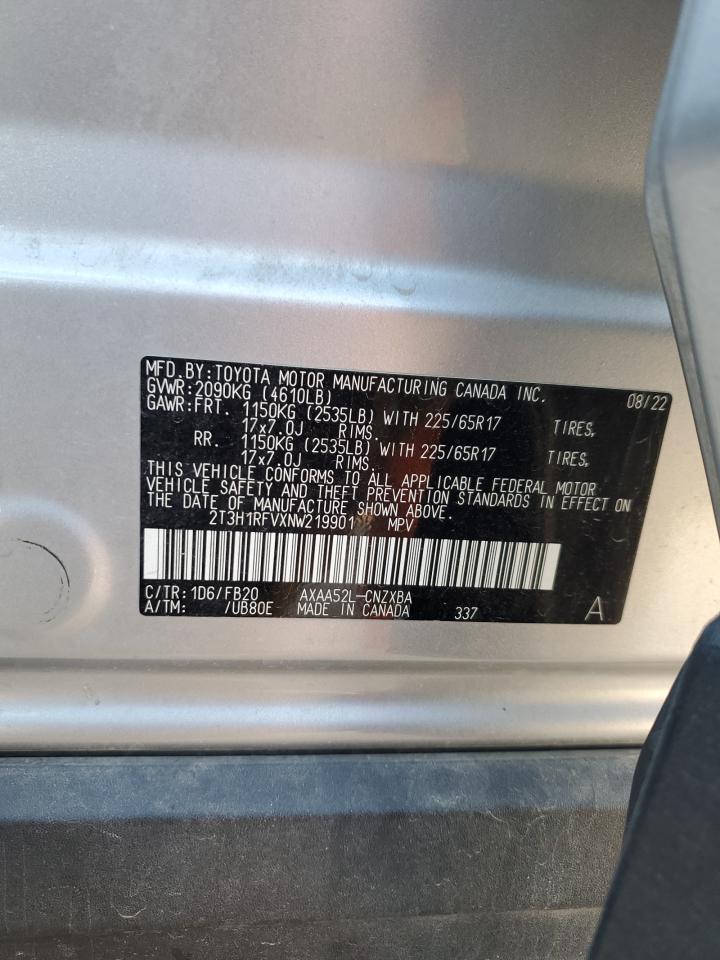 MFD.BY:TOYOTA MOTOR MANUFACTURING CANADA INC. 08/22
GVWR:2090KG (4610LB)
GAWR:FRT. 1150KG (2535LB) WITH 225/65R17 TIRES,
17x7.0J RIMS.
RR. 1150KG (2535LB) WITH 225/65R17 TIRES,
17x7.0J RIMS.
THIS VEHICLE CONFORMS TO ALL APPLICABLE FEDERAL MOTOR
VEHICLE SAFETY AND THEFT PREVENTION STANDARDS IN EFFECT ON
THE DATE OF MANUFACTURE SHOWN ABOVE.
2T3H1RFVXNW219901 MPV
C/TR:1D6/FB20 AXAA52L-CNZXBA
A/TM: /UB80E MADE IN CANADA 337 A